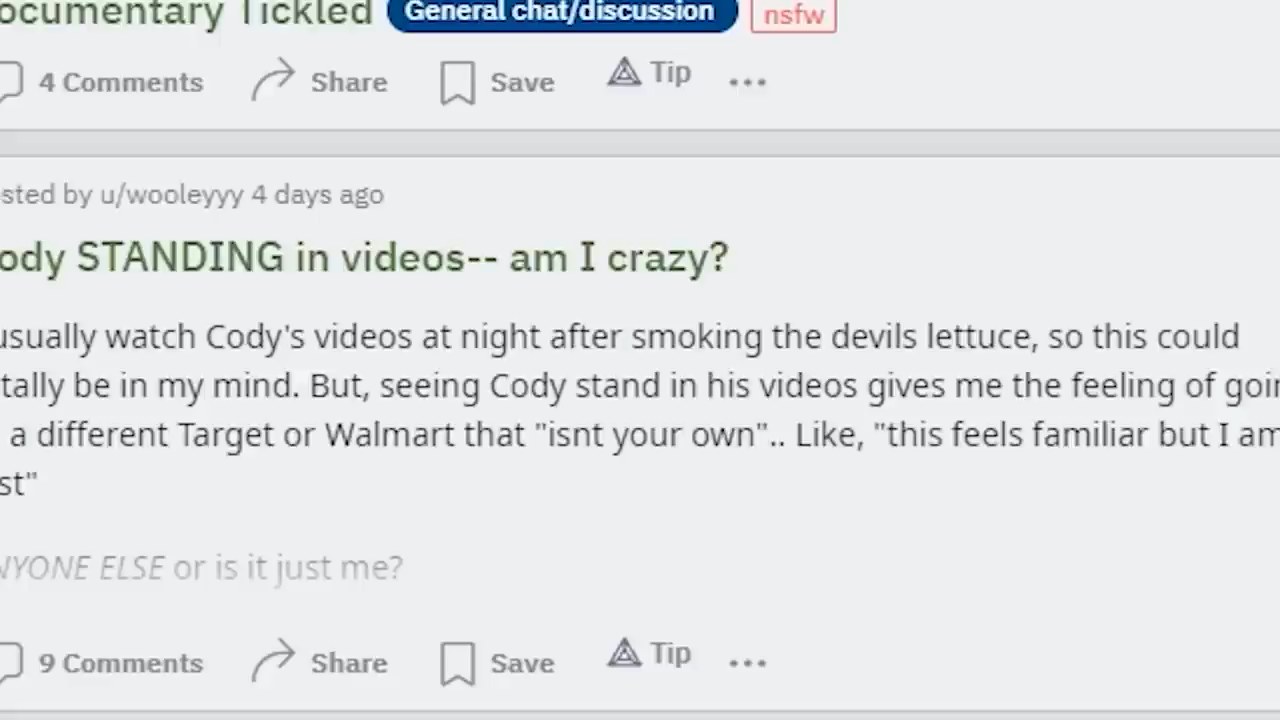 ocumentary Tickled General chat/discussion nsfw
4 Comments Share Save Tip ...
sted by u/wooleyyy 4 days ago
ody STANDING in videos-- am I crazy?
usually watch Cody's videos at night after smoking the devils lettuce, so this could
tally be in my mind. But, seeing Cody stand in his videos gives me the feeling of goin
a different Target or Walmart that "isnt your own".. Like, "this feels familiar but I am
st"
NYONE ELSE or is it just me?
9 Comments Share Save Tip ...